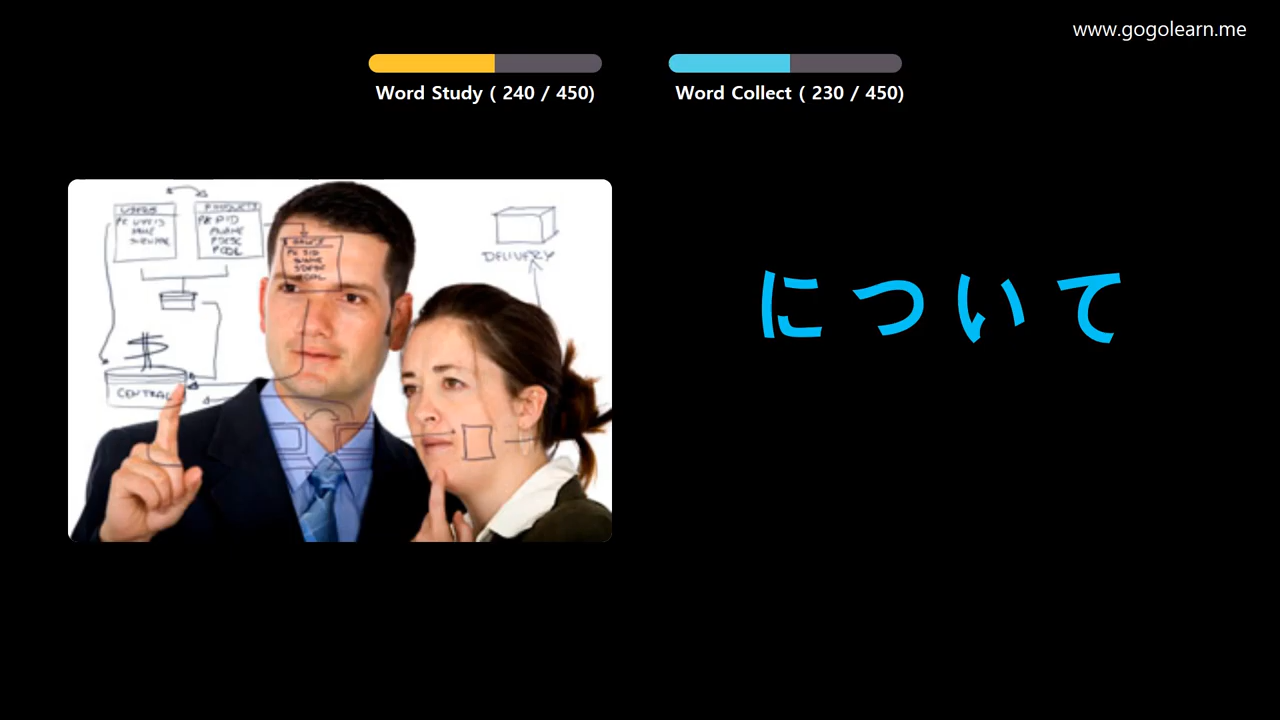 www.gogolearn.me
Word Study ( 240 / 450)
Word Collect ( 230 / 450)
DELIVERY
CENTRAL
について